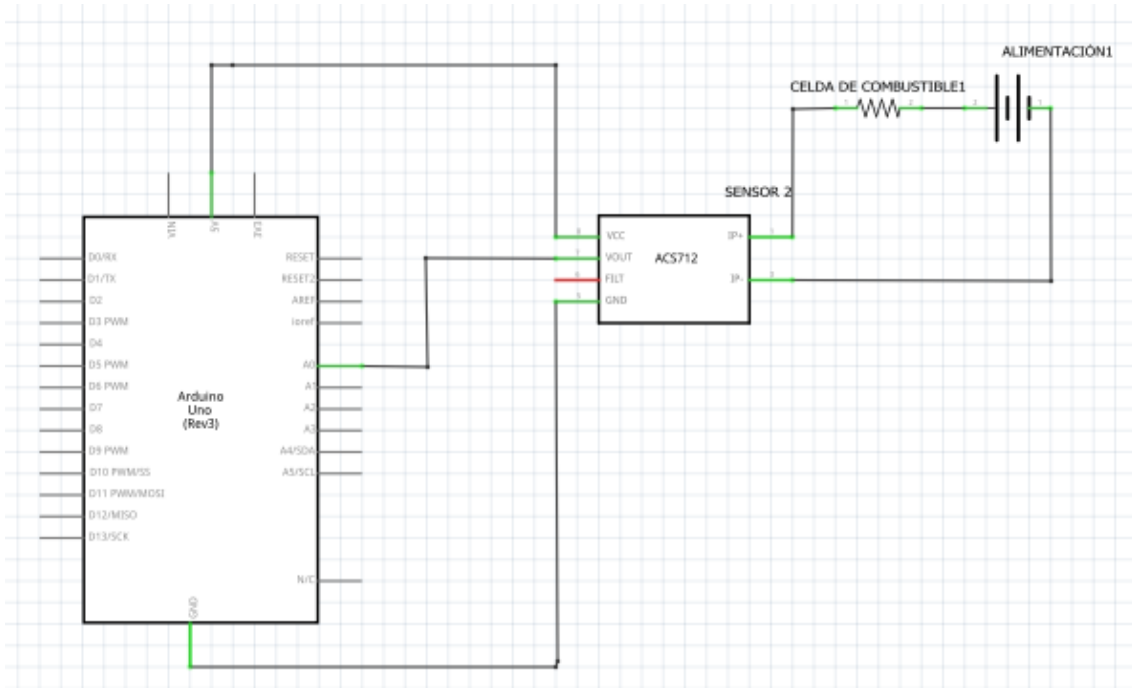 ALIMENTACIÓN1
CELDA DE COMBUSTIBLE1
SENSOR 2
VIN
5V
3V3
D0/RX
D1/TX
D2
D3 PWM
D4
D5 PWM
D6 PWM
D7
D8
D9 PWM
D10 PWM/SS
D11 PWM/MOSI
D12/MISO
D13/SCK
RESET
RESET2
AREF
ioref
A0
A1
A2
A3
A4/SDA
A5/SCL
N/C
GND
Arduino
Uno
(Rev3)
VCC
VOUT
FILT
GND
ACS712
IP+
IP-